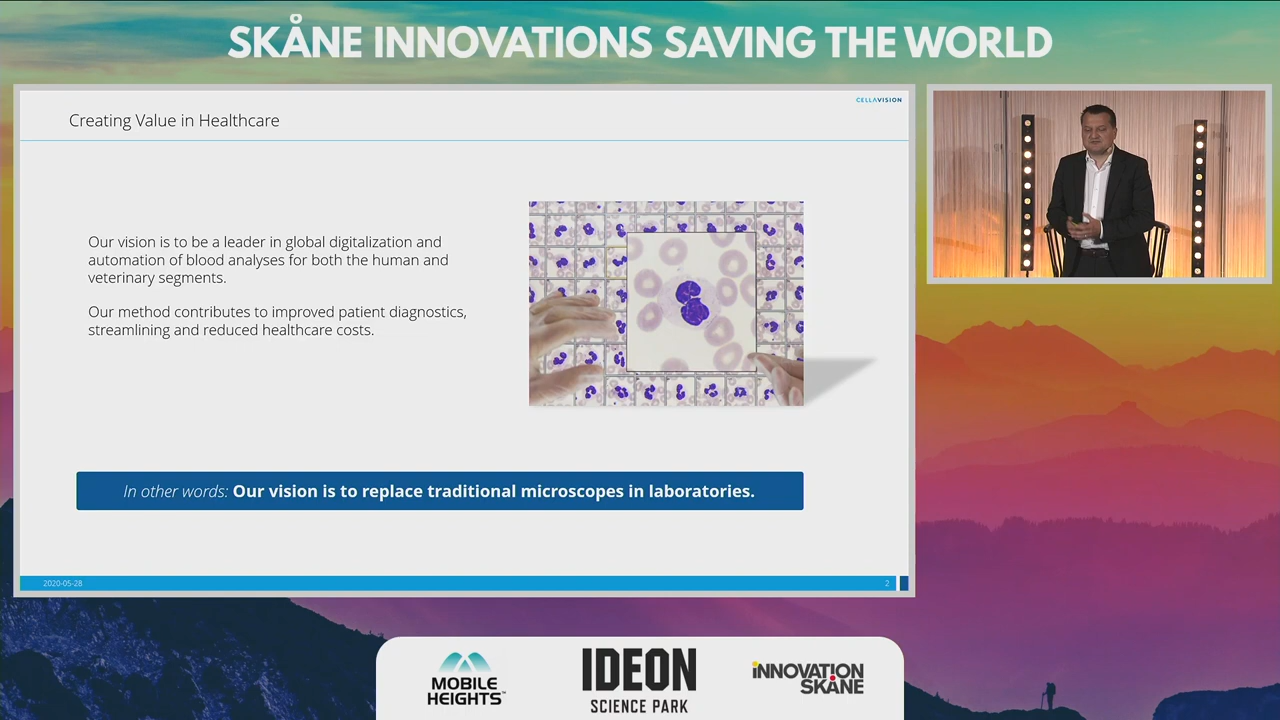 SKÅNE INNOVATIONS SAVING THE WORLD
CELLAVISION
Creating Value in Healthcare
Our vision is to be a leader in global digitalization and
automation of blood analyses for both the human and
veterinary segments.
Our method contributes to improved patient diagnostics,
streamlining and reduced healthcare costs.
In other words: Our vision is to replace traditional microscopes in laboratories.
2020-05-28
2
MOBILE
HEIGHTS™
IDEON
SCIENCE PARK
INNOVATION
SKÅNE